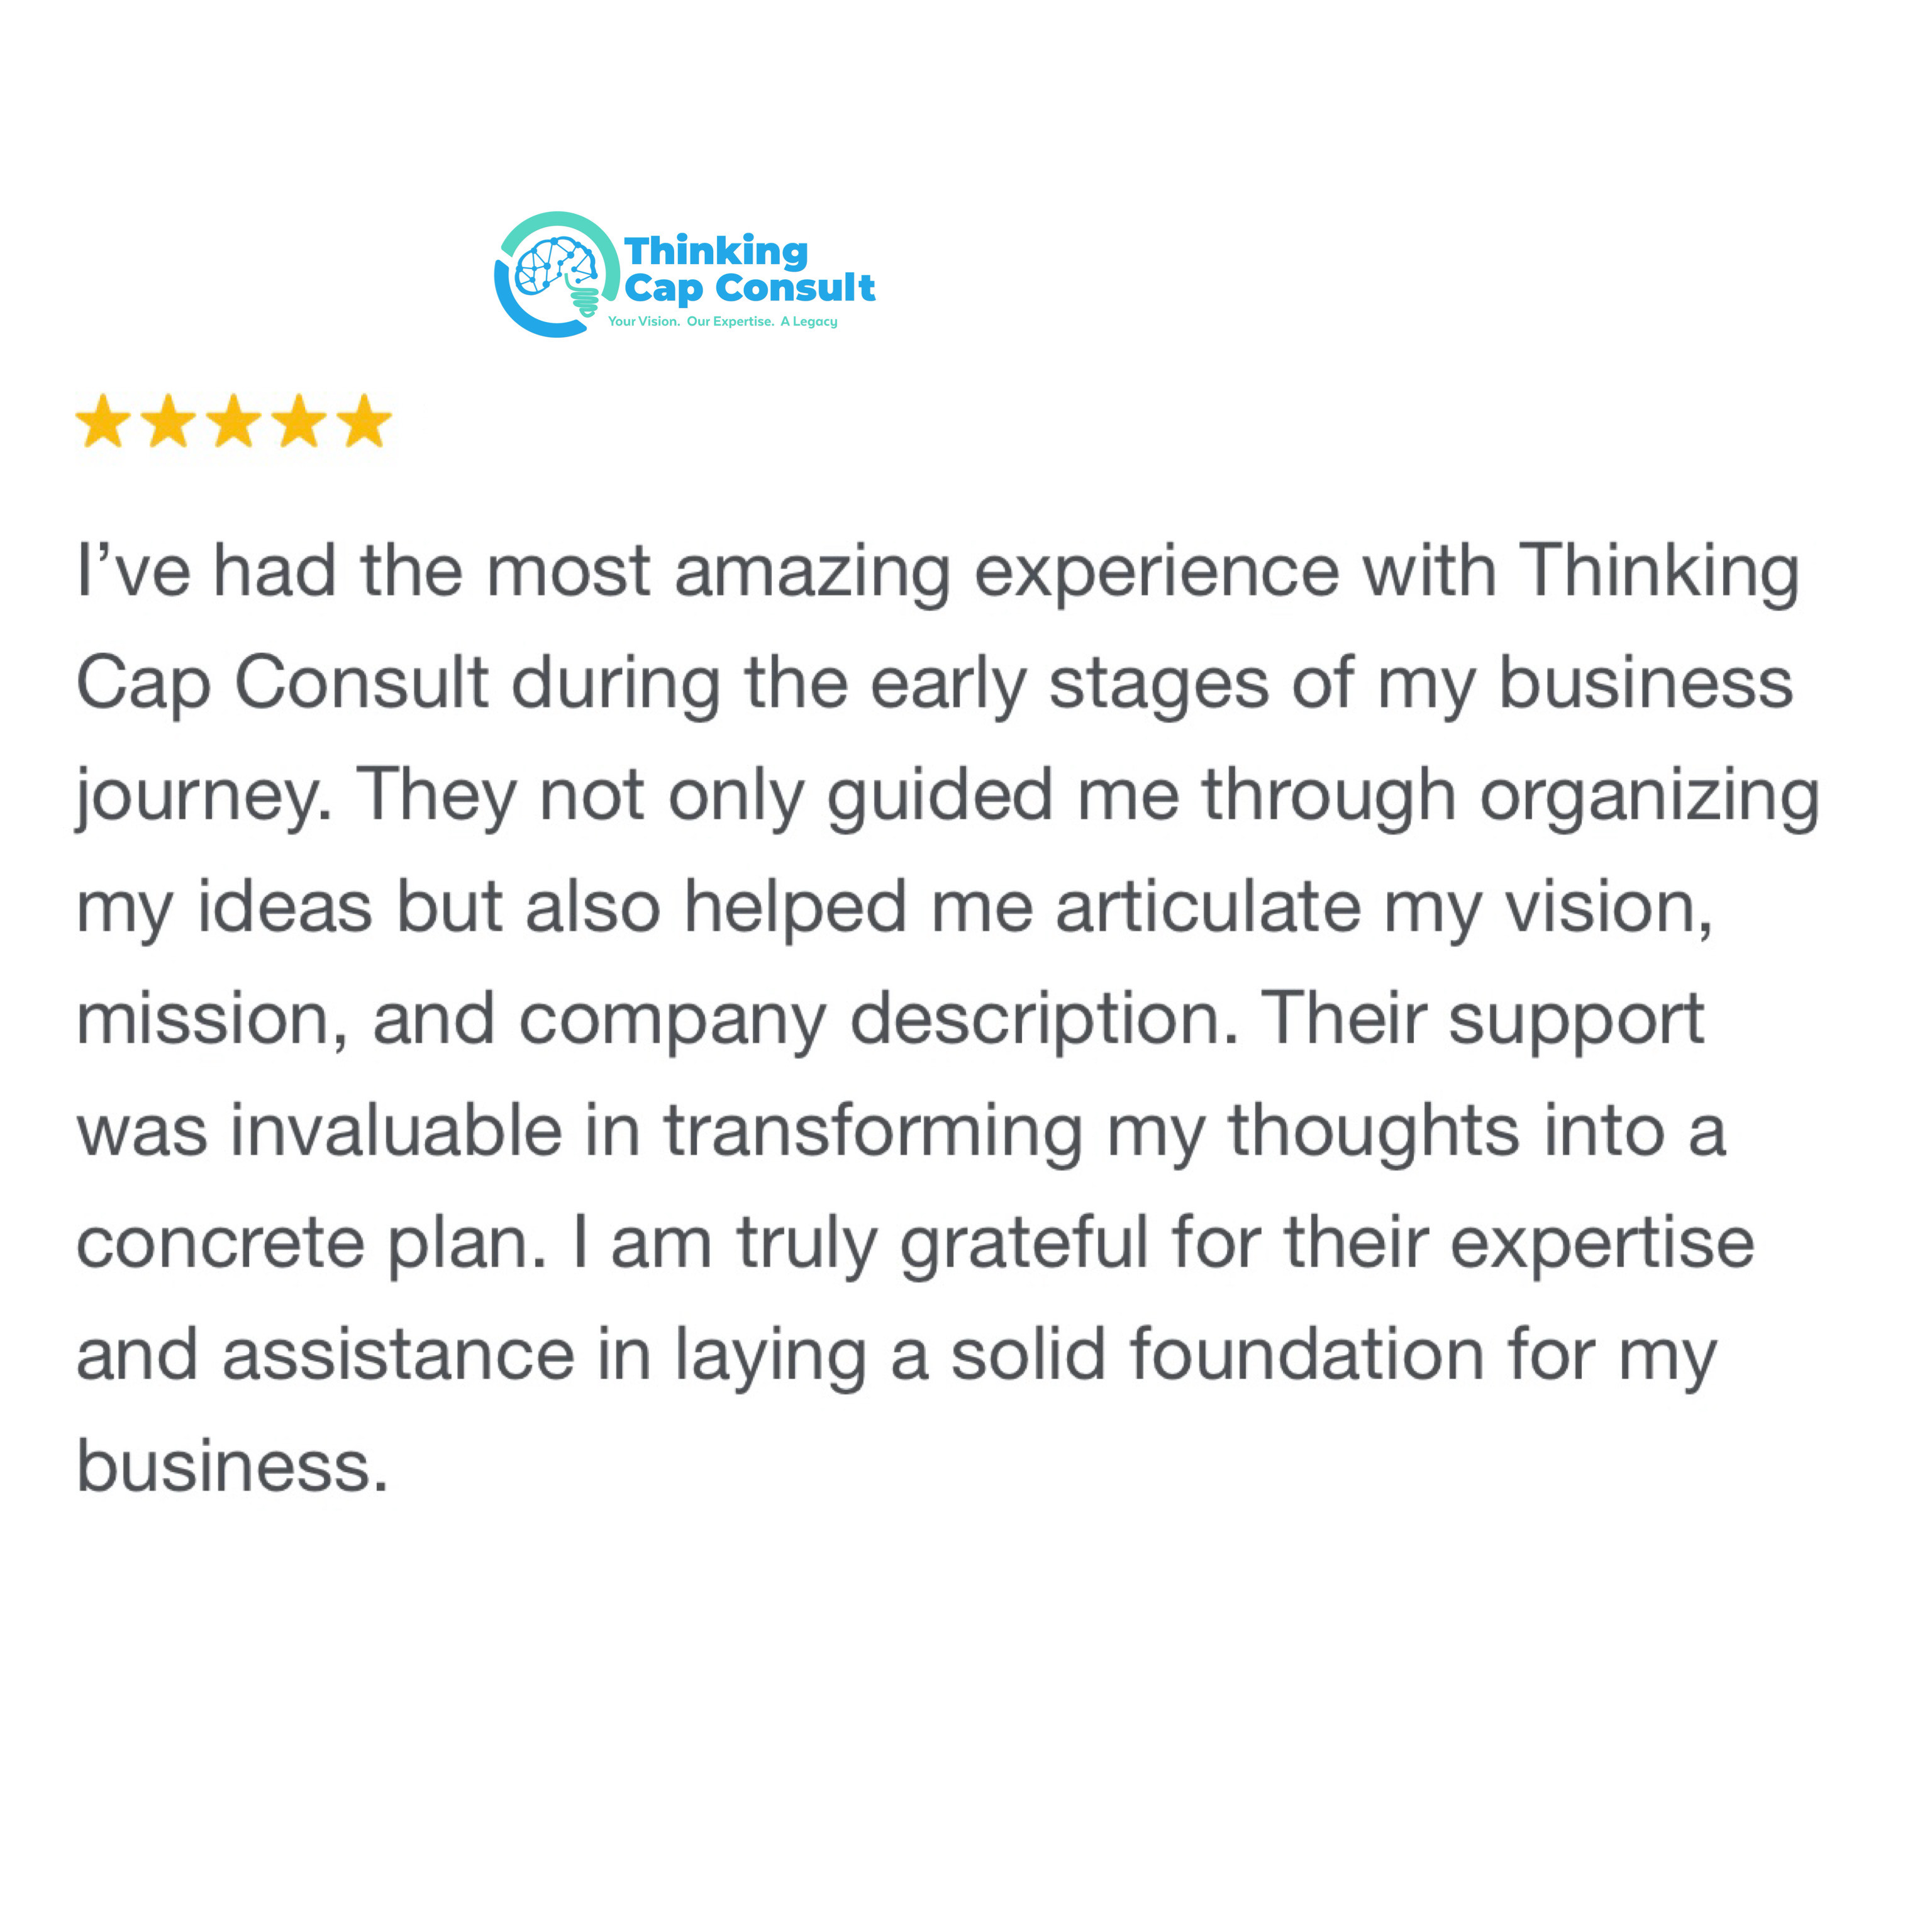 Thinking
Cap Consult
Your Vision. Our Expertise. A Legacy
I’ve had the most amazing experience with Thinking
Cap Consult during the early stages of my business
journey. They not only guided me through organizing
my ideas but also helped me articulate my vision,
mission, and company description. Their support
was invaluable in transforming my thoughts into a
concrete plan. I am truly grateful for their expertise
and assistance in laying a solid foundation for my
business.